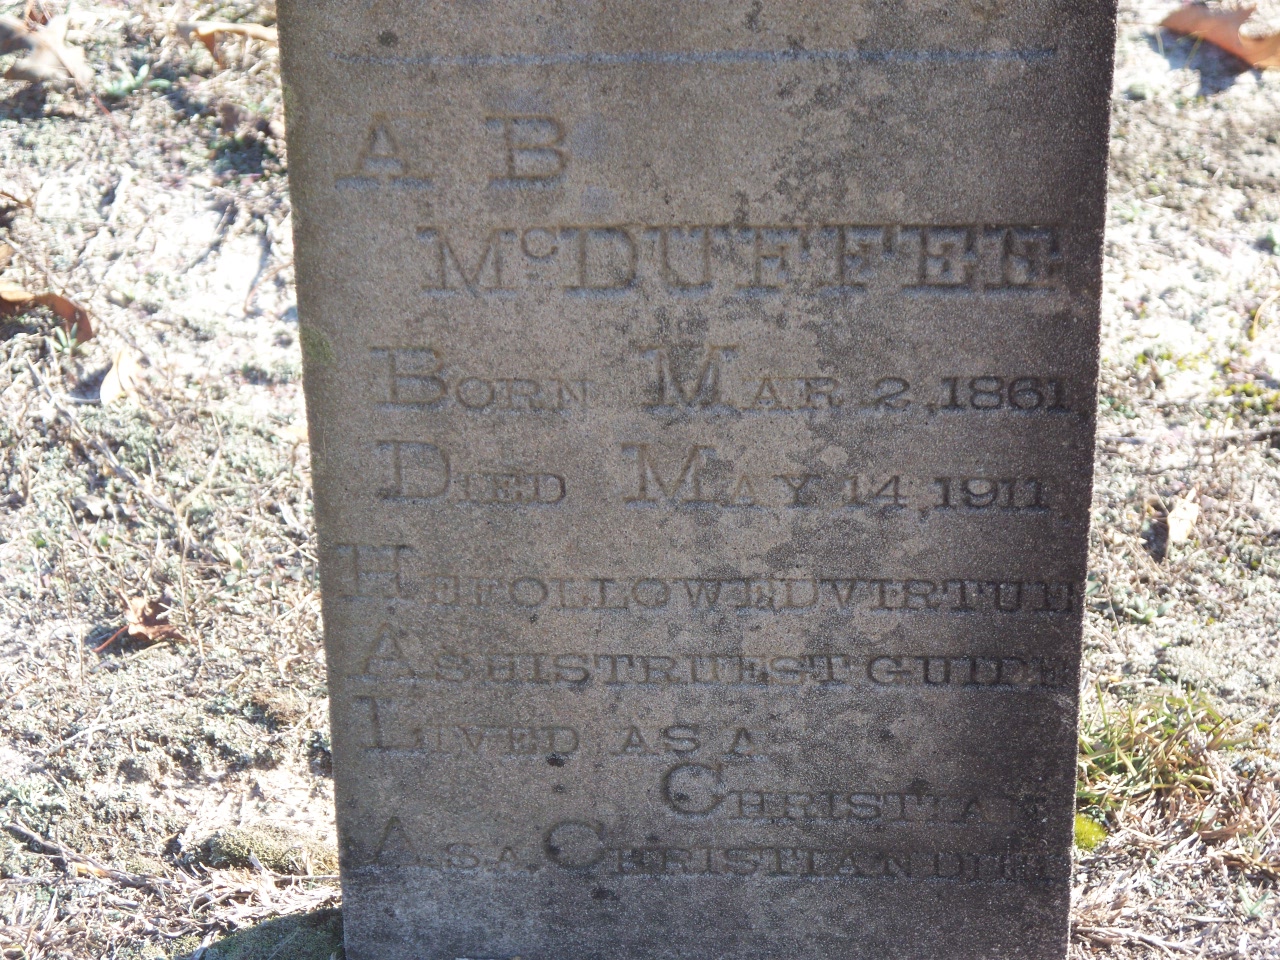 A B
McDUFFEE
BORN MAR 2, 1861
DIED MAY 14, 1911
HE FOLLOWED VIRTUE
AS HIS TRUEST GUIDE
LIVED AS A
CHRISTIAN
AS A CHRISTIAN DIED